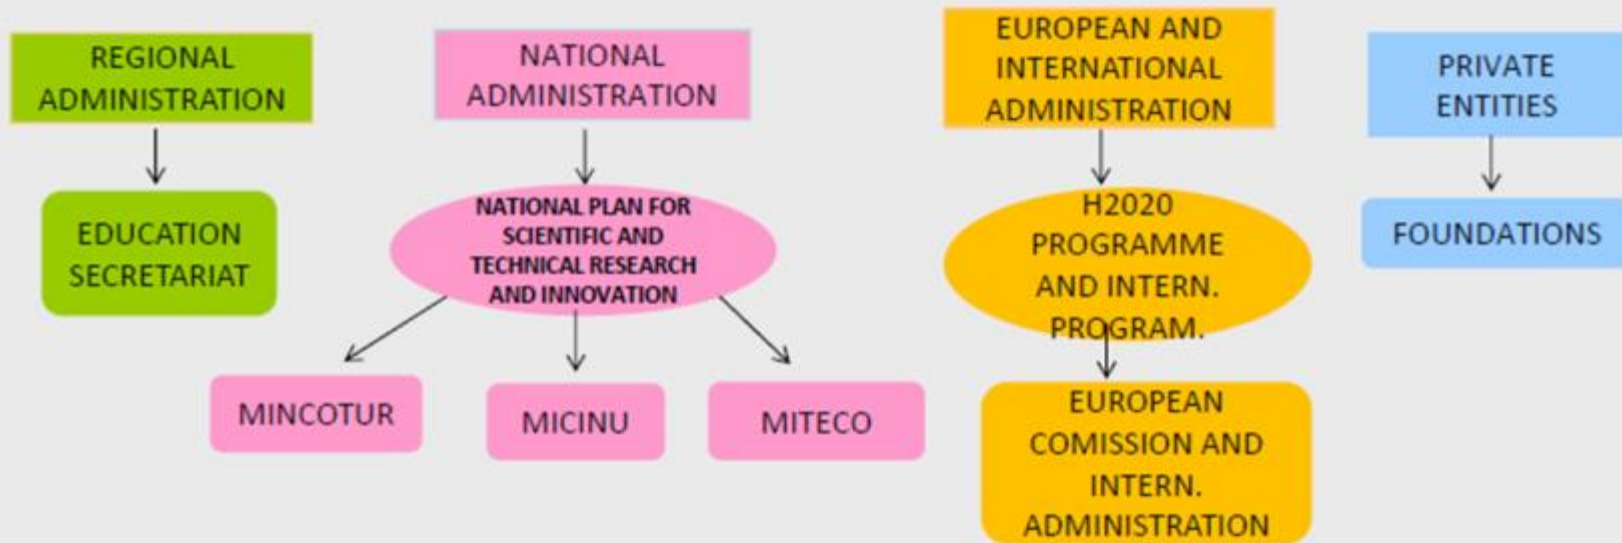 REGIONAL
ADMINISTRATION
NATIONAL
ADMINISTRATION
EUROPEAN AND
INTERNATIONAL
ADMINISTRATION
PRIVATE
ENTITIES
EDUCATION
SECRETARIAT
NATIONAL PLAN FOR
SCIENTIFIC AND
TECHNICAL RESEARCH
AND INNOVATION
H2020
PROGRAMME
AND INTERN.
PROGRAM.
FOUNDATIONS
MINCOTUR
MICINU
MITECO
EUROPEAN
COMISSION AND
INTERN.
ADMINISTRATION